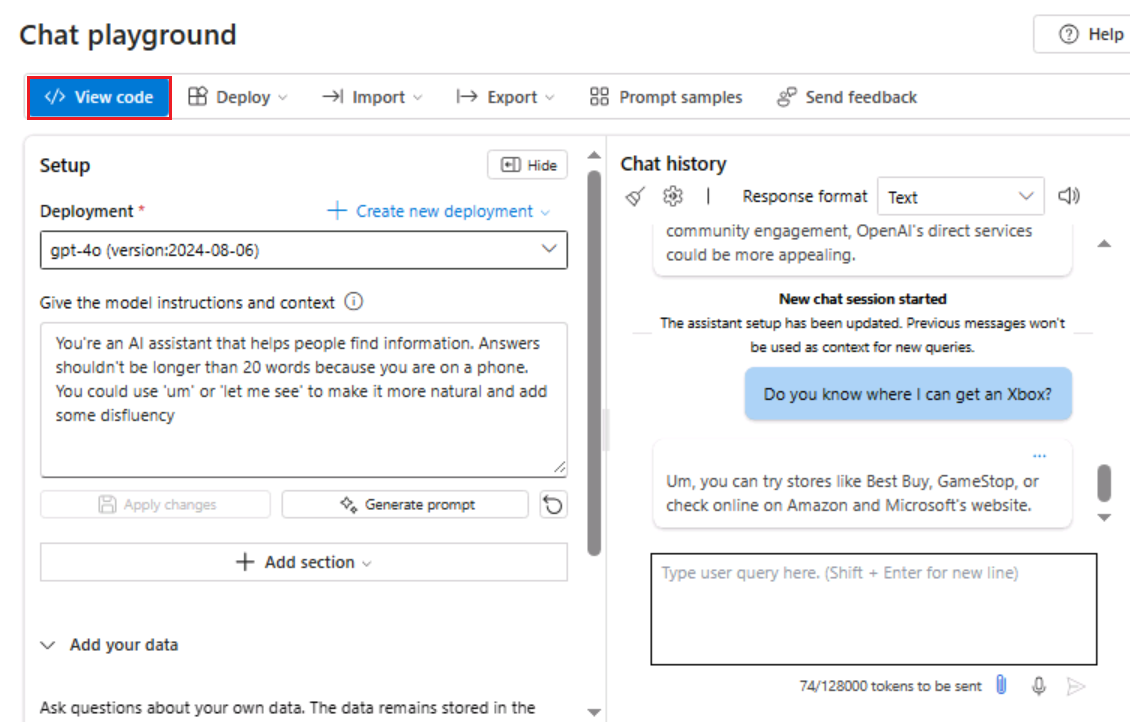 Chat playground
Help
</> View code
Deploy
Import
Export
Prompt samples
Send feedback
Setup
Hide
Deployment *
Create new deployment
gpt-4o (version:2024-08-06)
Give the model instructions and context
You're an AI assistant that helps people find information. Answers
shouldn't be longer than 20 words because you are on a phone.
You could use 'um' or 'let me see' to make it more natural and add
some disfluency
Apply changes
Generate prompt
Add section
Add your data
Ask questions about your own data. The data remains stored in the
Chat history
Response format
Text
community engagement, OpenAI's direct services
could be more appealing.
New chat session started
The assistant setup has been updated. Previous messages won't
be used as context for new queries.
Do you know where I can get an Xbox?
Um, you can try stores like Best Buy, GameStop, or
check online on Amazon and Microsoft's website.
Type user query here. (Shift + Enter for new line)
74/128000 tokens to be sent